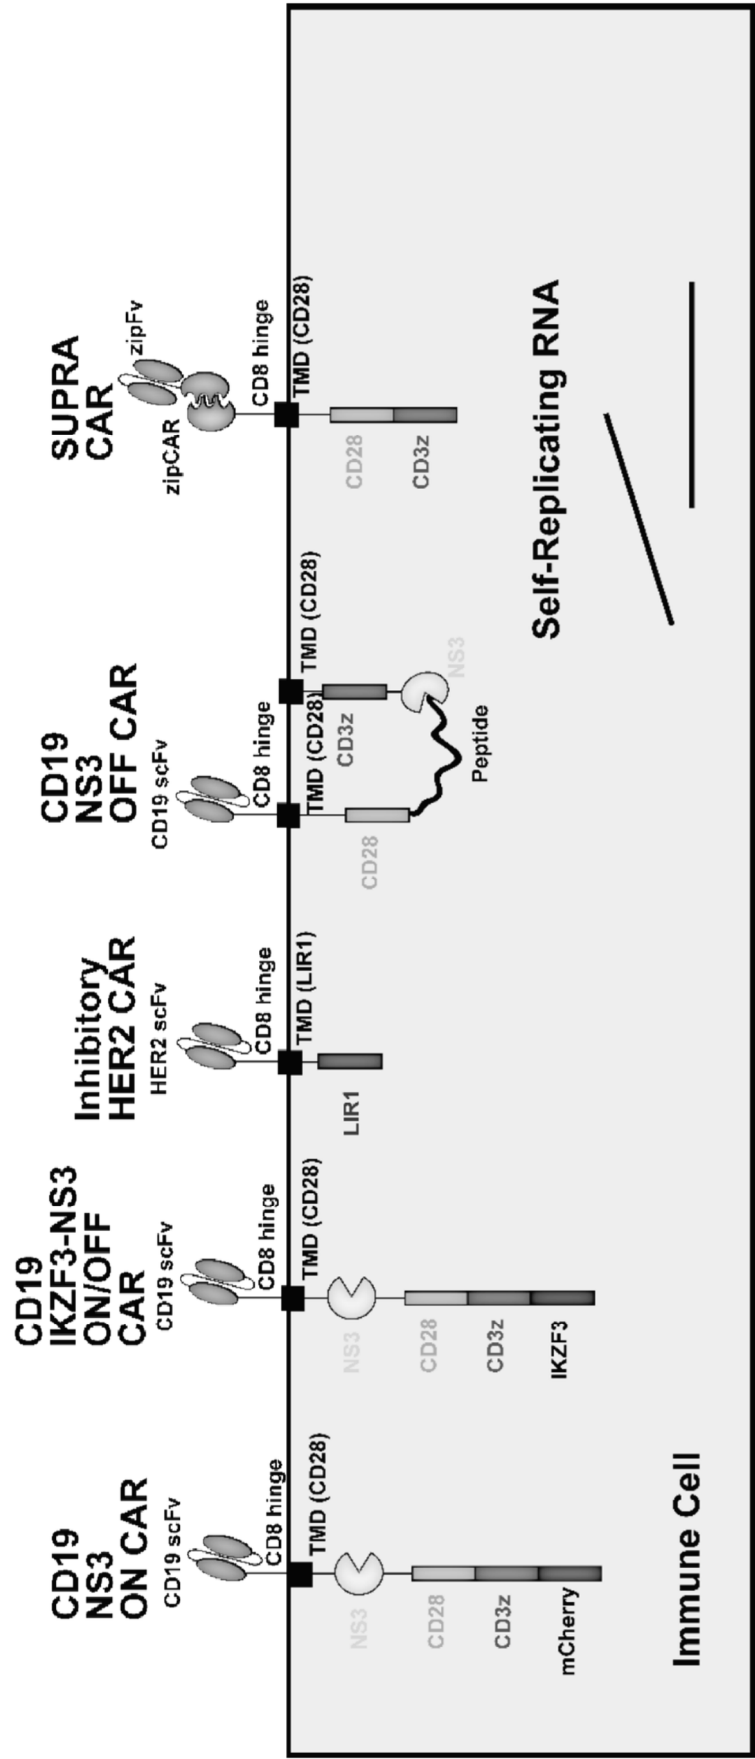 CD19
NS3
ON CAR
CD19 scFv
CD8 hinge
TMD (CD28)
NS3
CD28
CD3z
mCherry
CD19
IKZF3-NS3
ON/OFF
CAR
CD19 scFv
CD8 hinge
TMD (CD28)
NS3
CD28
CD3z
IKZF3
Inhibitory
HER2 CAR
HER2 scFv
CD8 hinge
TMD (LIR1)
LIR1
CD19
NS3
OFF CAR
CD19 scFv
CD8 hinge
TMD (CD28)
TMD (CD28)
CD28
CD3z
NS3
Peptide
SUPRA
CAR
zipFv
zipCAR
CD8 hinge
TMD (CD28)
CD28
CD3z
Self-Replicating RNA
Immune Cell